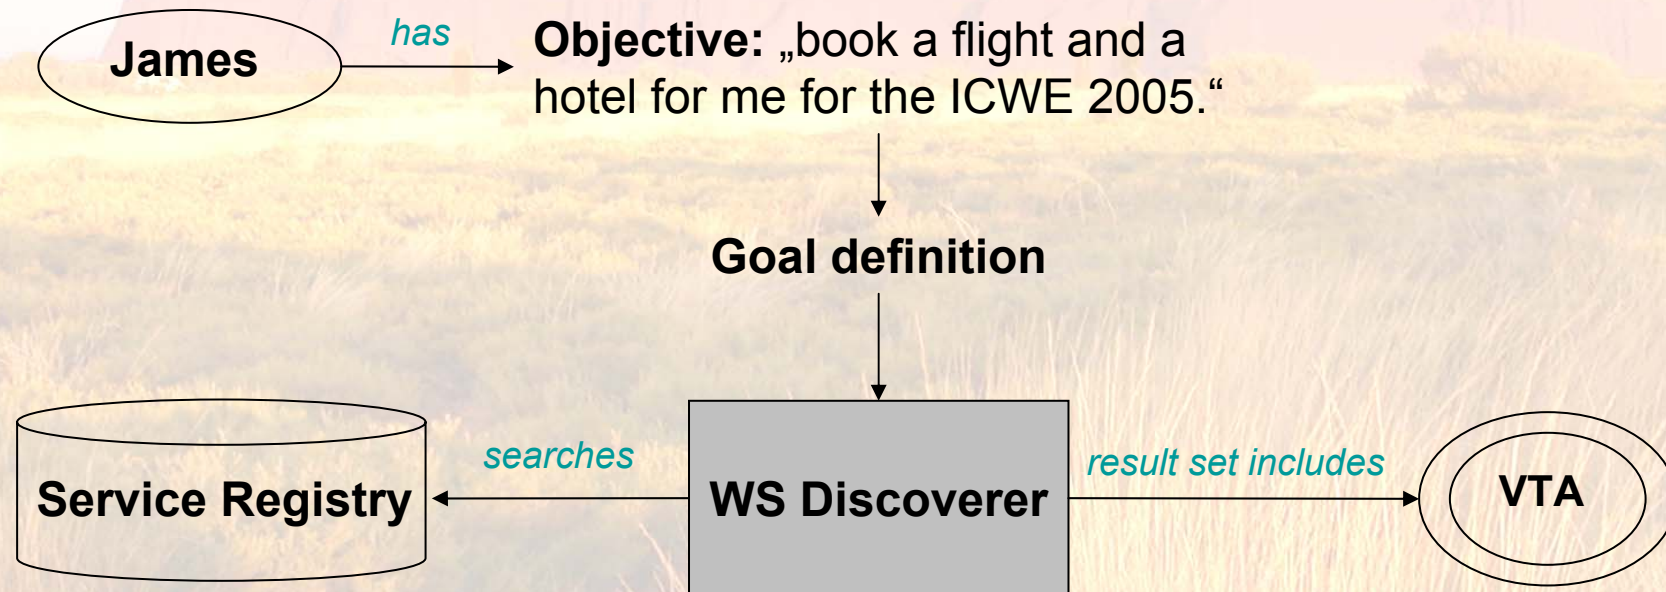 James
has
Objective: „book a flight and a
hotel for me for the ICWE 2005.“
Goal definition
Service Registry
searches
WS Discoverer
result set includes
VTA